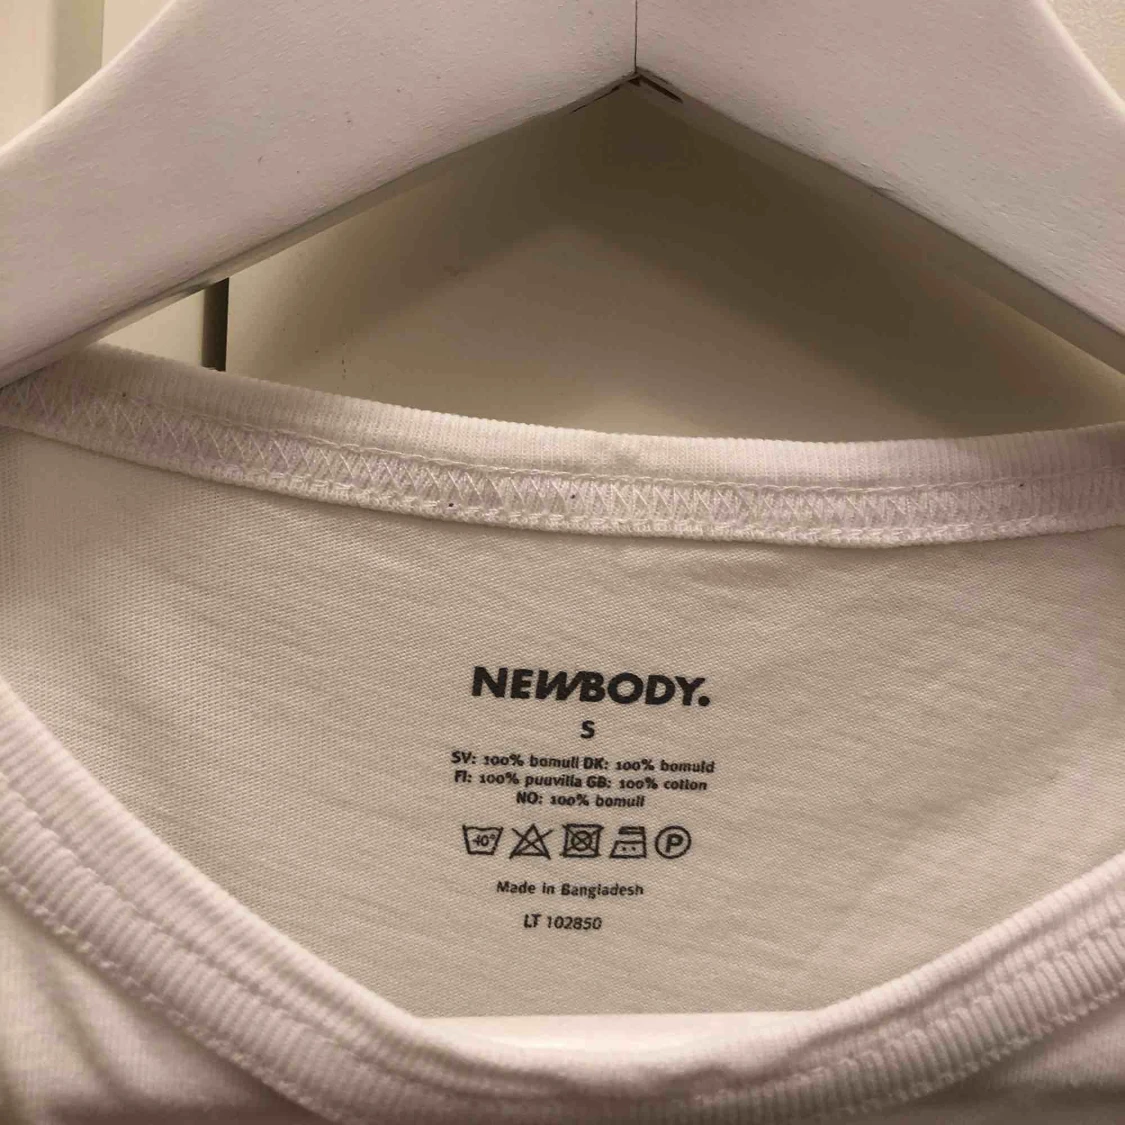 NEWBODY.
S
SV: 100% bomull DK: 100% bomuld
FI: 100% puuvilla GB: 100% cotton
NO: 100% bomull
40°
P
Made in Bangladesh
LT 102850